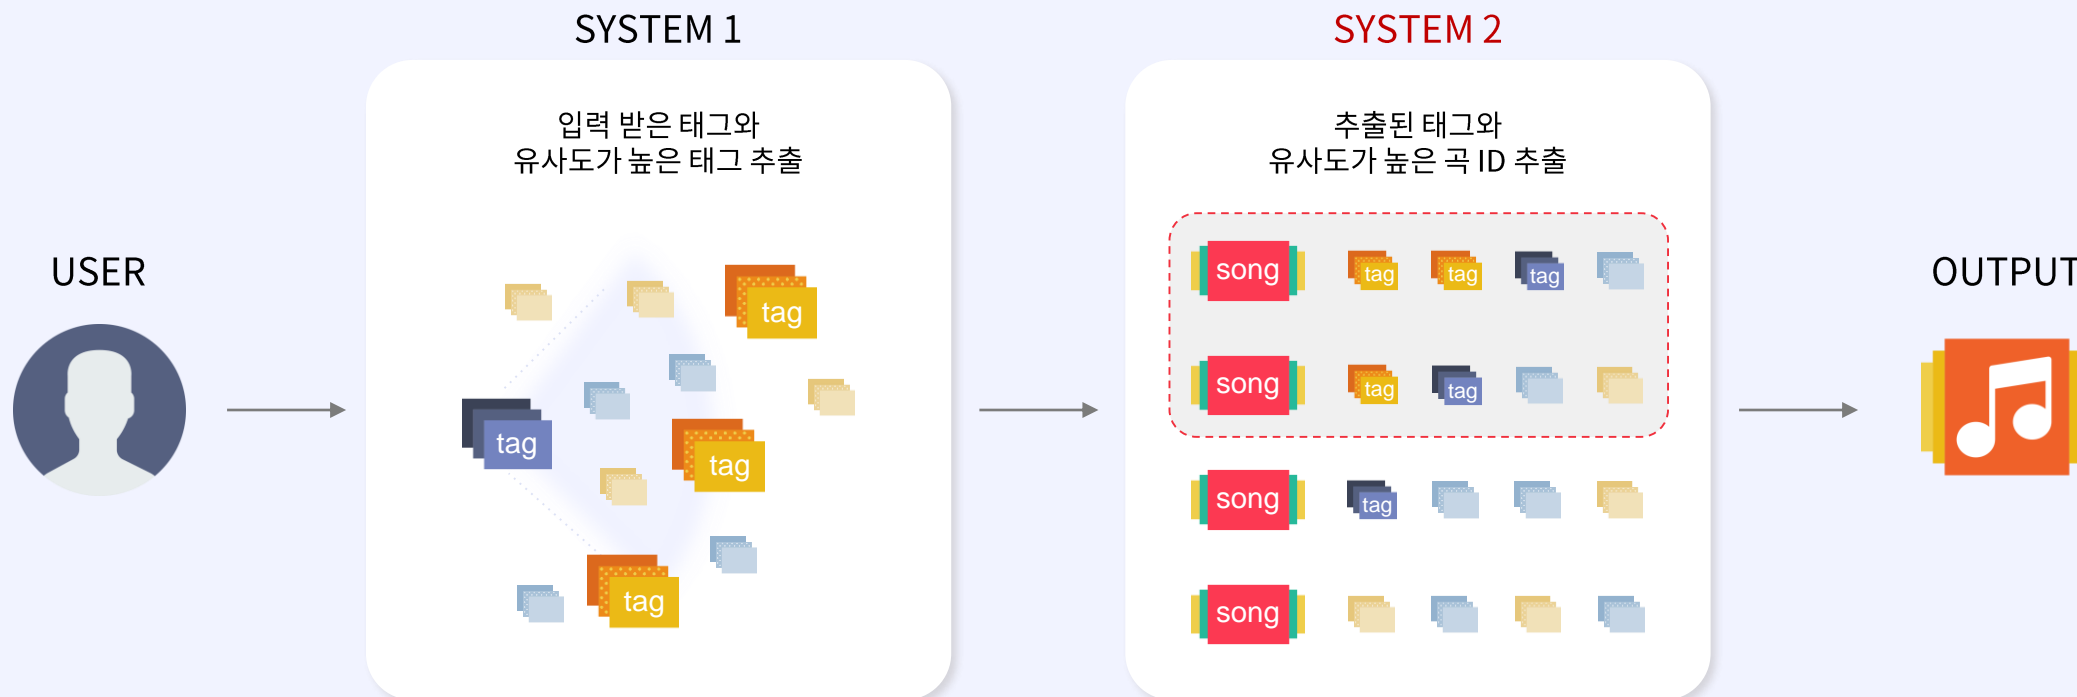 SYSTEM 1
SYSTEM 2
입력 받은 태그와
유사도가 높은 태그 추출
추출된 태그와
유사도가 높은 곡 ID 추출
USER
OUTPUT
tag
tag
tag
tag
song tag tag tag
song tag tag
song tag
song